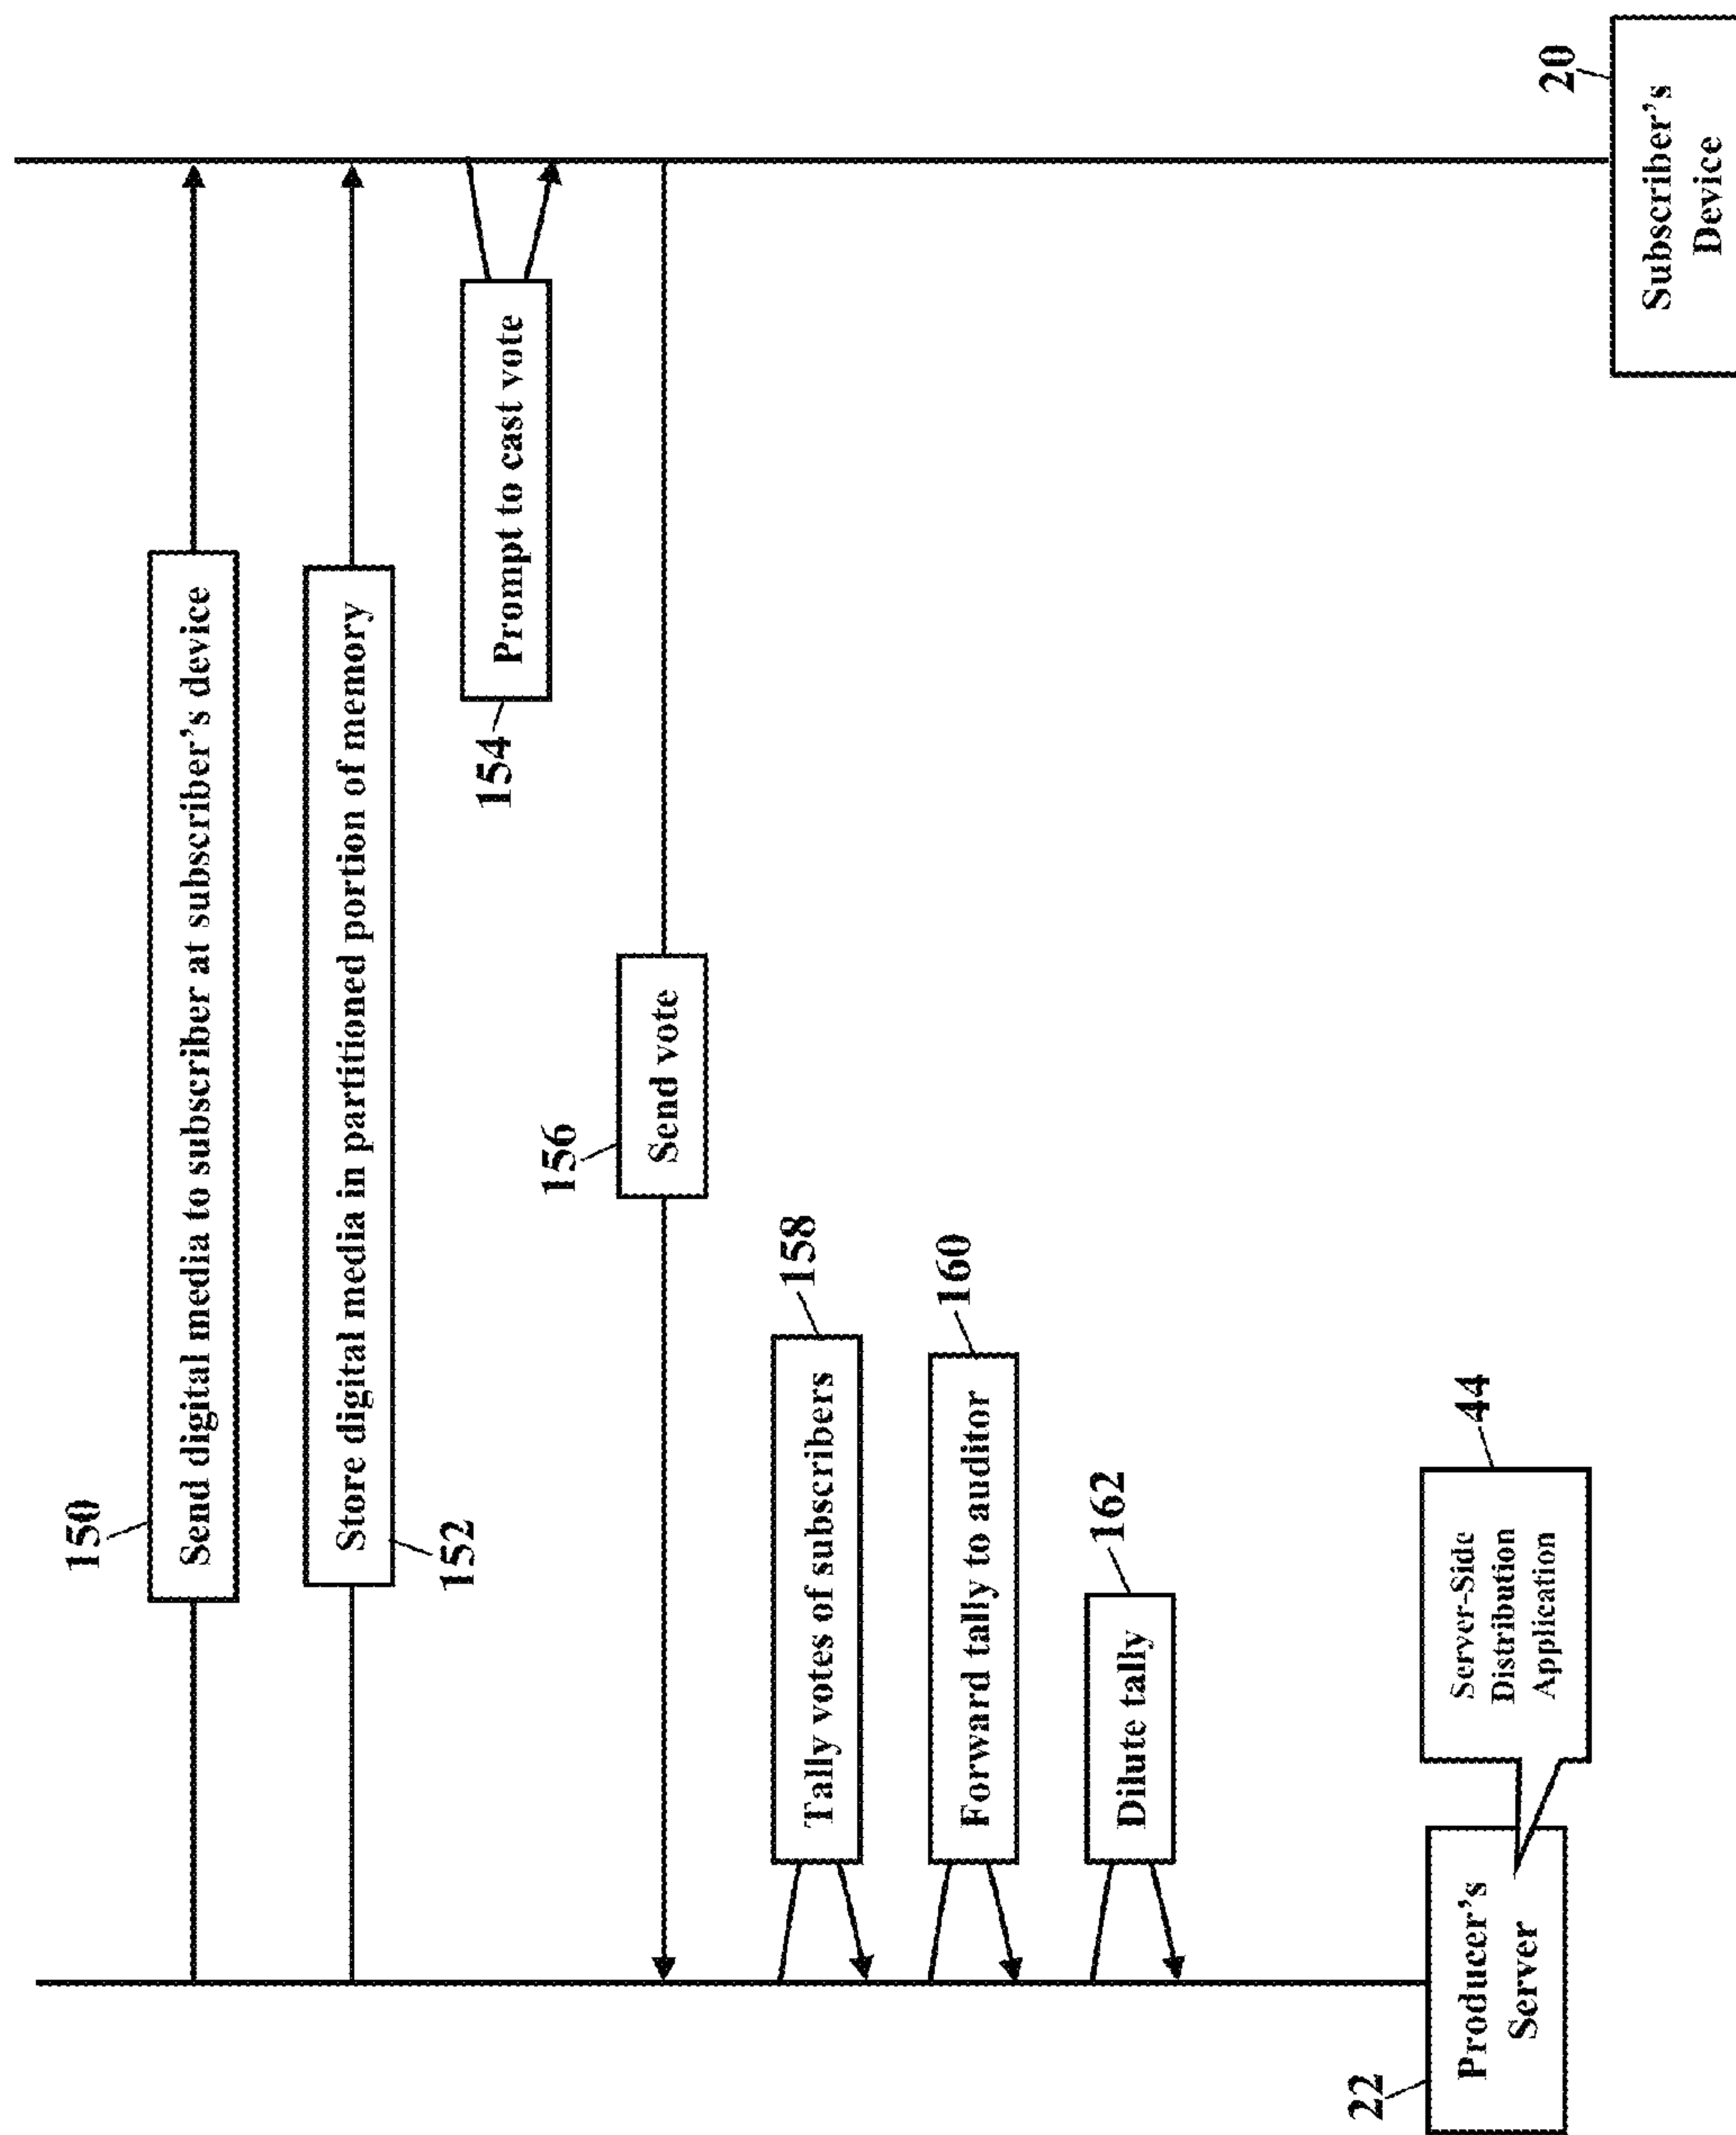 150
Send digital media to subscriber at subscriber's device
152
Store digital media in partitioned portion of memory
154
Prompt to cast vote
156
Send vote
158
Tally votes of subscribers
160
Forward tally to auditor
162
Dilute tally
22
Producer's
Server
44
Server-Side
Distribution
Application
20
Subscriber's
Device